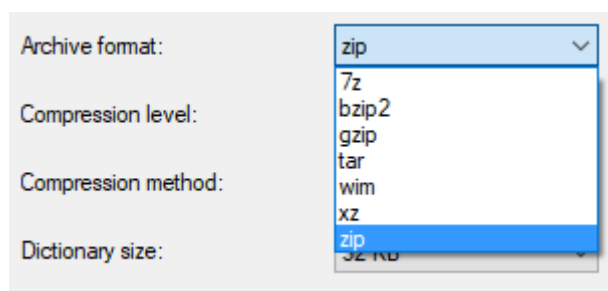 Archive format: zip
7z
bzip2
Compression level:
gzip
tar
Compression method:
wim
xz
zip
Dictionary size: